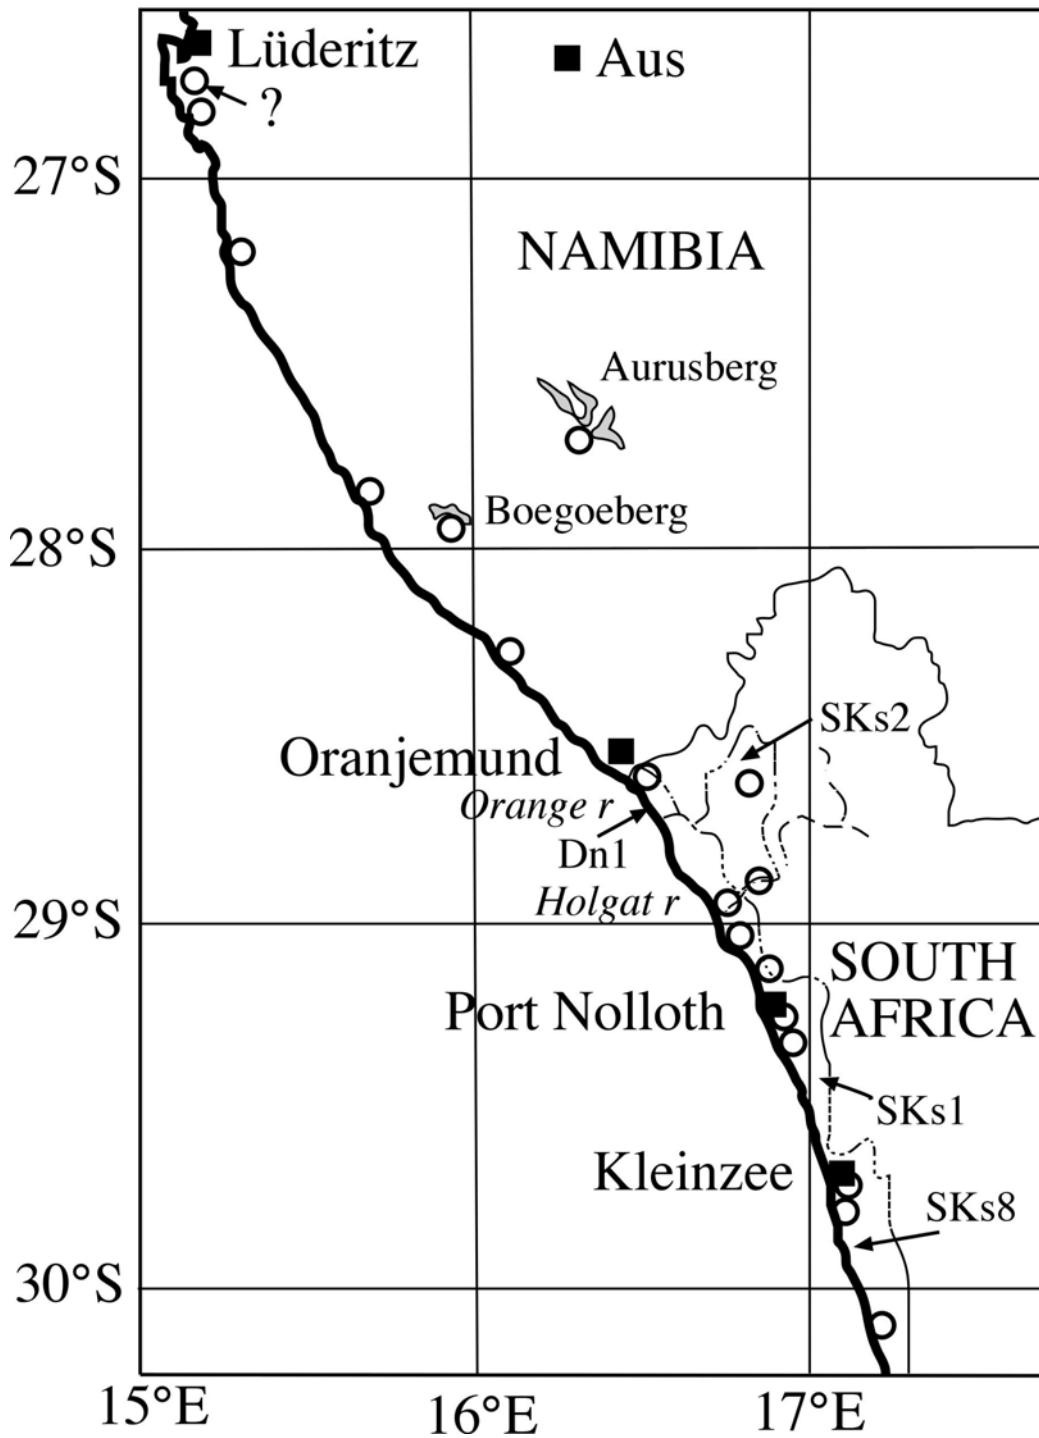 Lüderitz
Aus
?
27°S
NAMIBIA
Aurusberg
Boegoeberg
28°S
SKs2
Oranjemund
Orange r
Dn1
Holgat r
29°S
SOUTH
AFRICA
Port Nolloth
SKs1
Kleinzee
SKs8
30°S
15°E
16°E
17°E